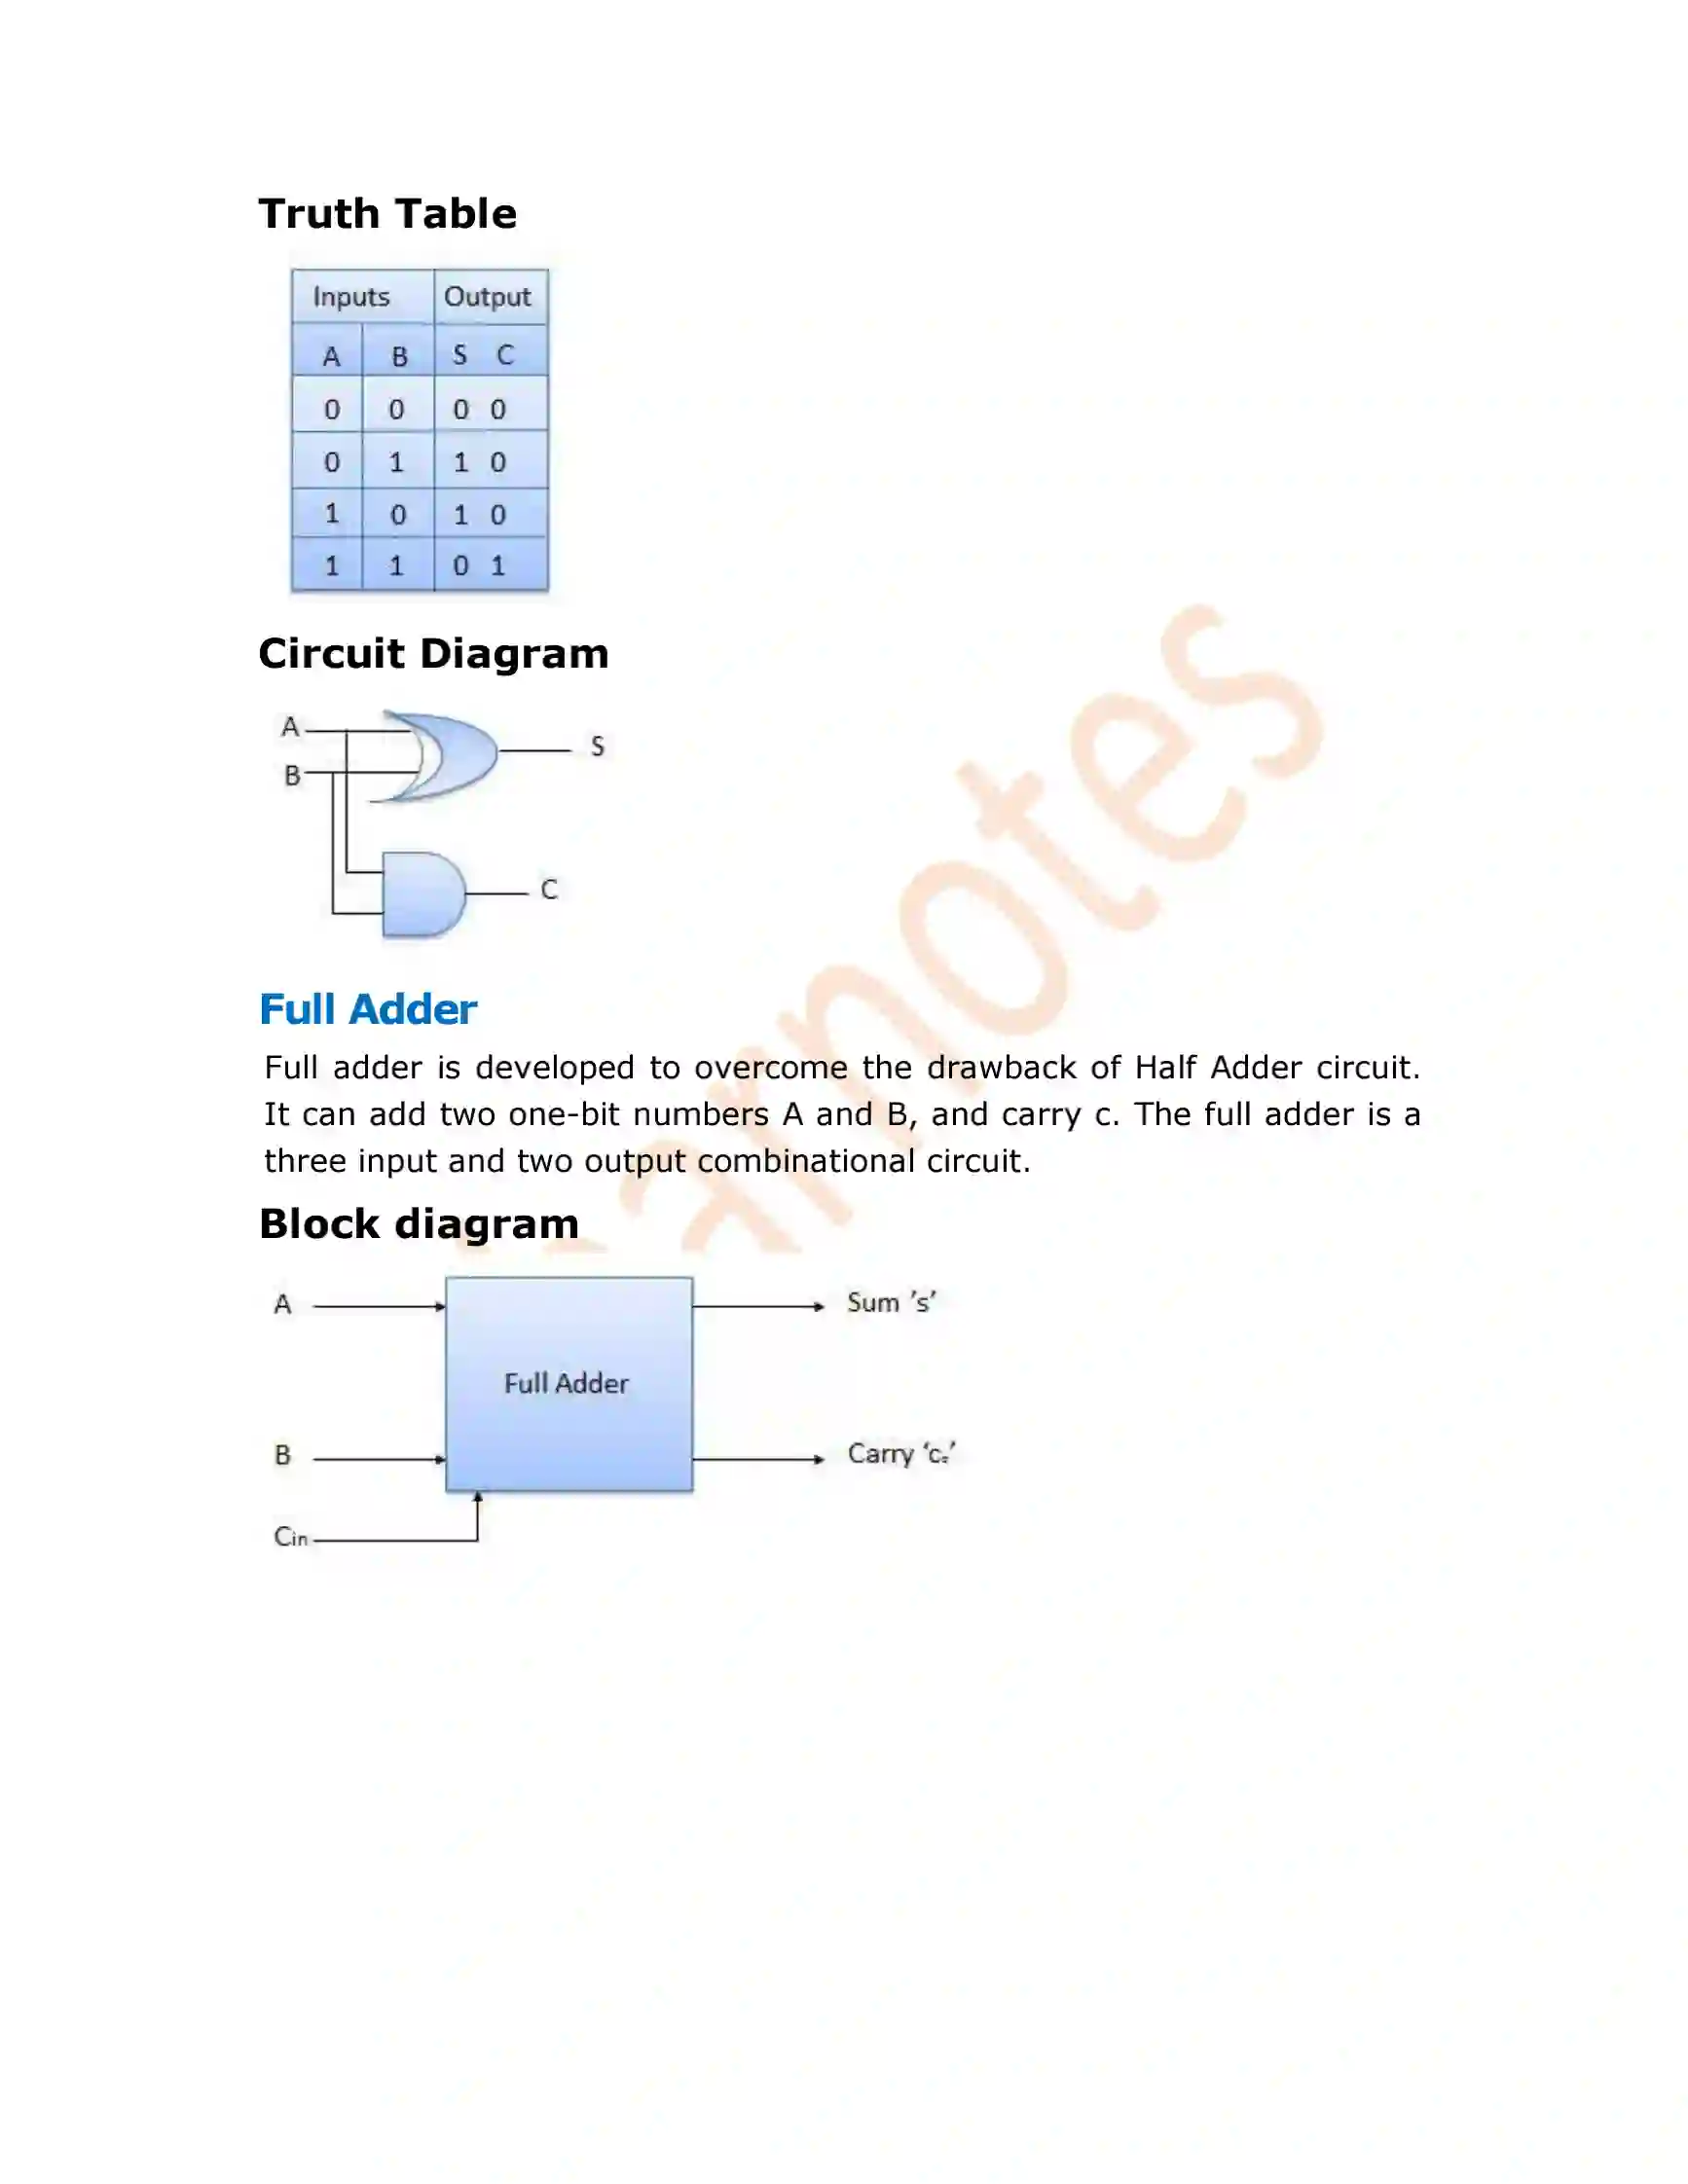 Truth Table
Inputs Output
A B S C
0 0 0 0
0 1 1 0
1 0 1 0
1 1 0 1
Circuit Diagram
A
B
S
C
Full Adder
Full adder is developed to overcome the drawback of Half Adder circuit.
It can add two one-bit numbers A and B, and carry c. The full adder is a
three input and two output combinational circuit.
Block diagram
A
Sum ‘s’
Full Adder
B
Carry
Cin
arnotes